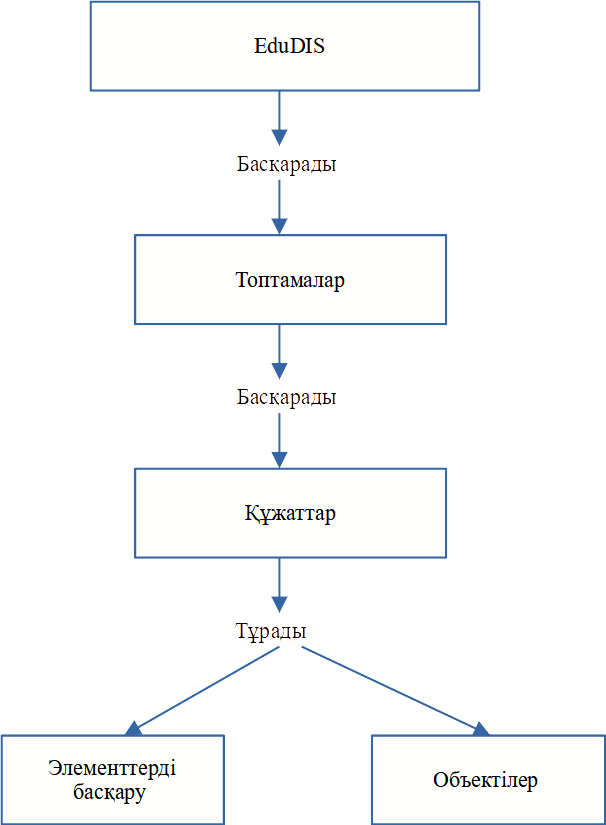 EduDIS
Басқарады
Топтамалар
Басқарады
Құжаттар
Тұрады
Элементтерді
басқару
Объектілер